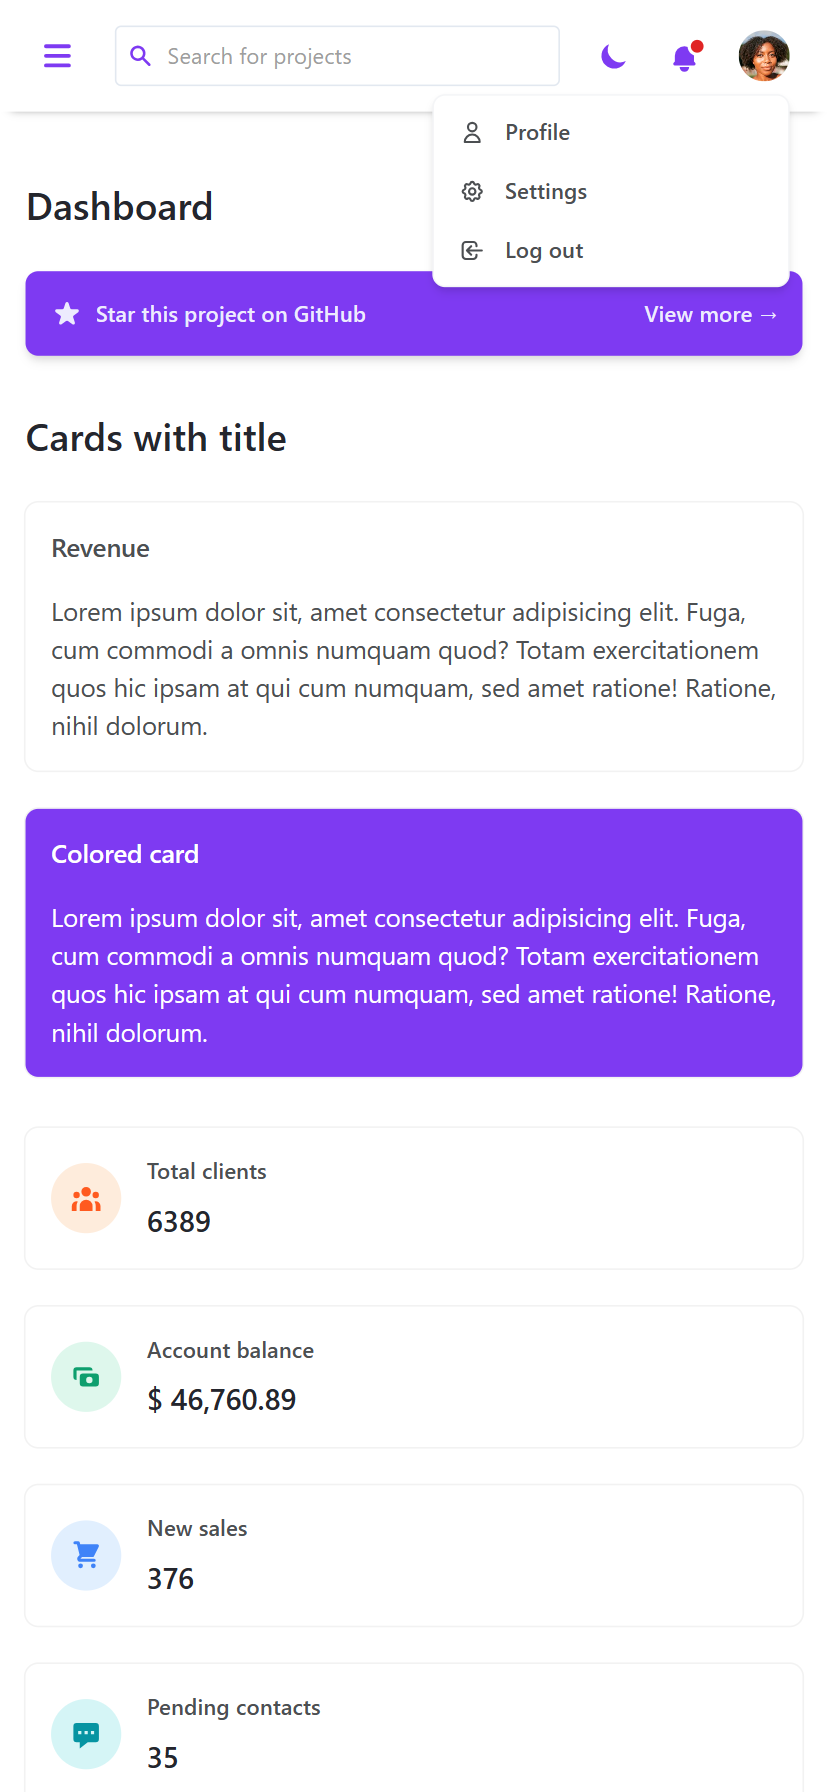 Search for projects
Profile
Settings
Log out
Dashboard
Star this project on GitHub
View more →
Cards with title
Revenue
Lorem ipsum dolor sit, amet consectetur adipisicing elit. Fuga,
cum commodi a omnis numquam quod? Totam exercitationem
quos hic ipsam at qui cum numquam, sed amet ratione! Ratione,
nihil dolorum.
Colored card
Lorem ipsum dolor sit, amet consectetur adipisicing elit. Fuga,
cum commodi a omnis numquam quod? Totam exercitationem
quos hic ipsam at qui cum numquam, sed amet ratione! Ratione,
nihil dolorum.
Total clients
6389
Account balance
$ 46,760.89
New sales
376
Pending contacts
35